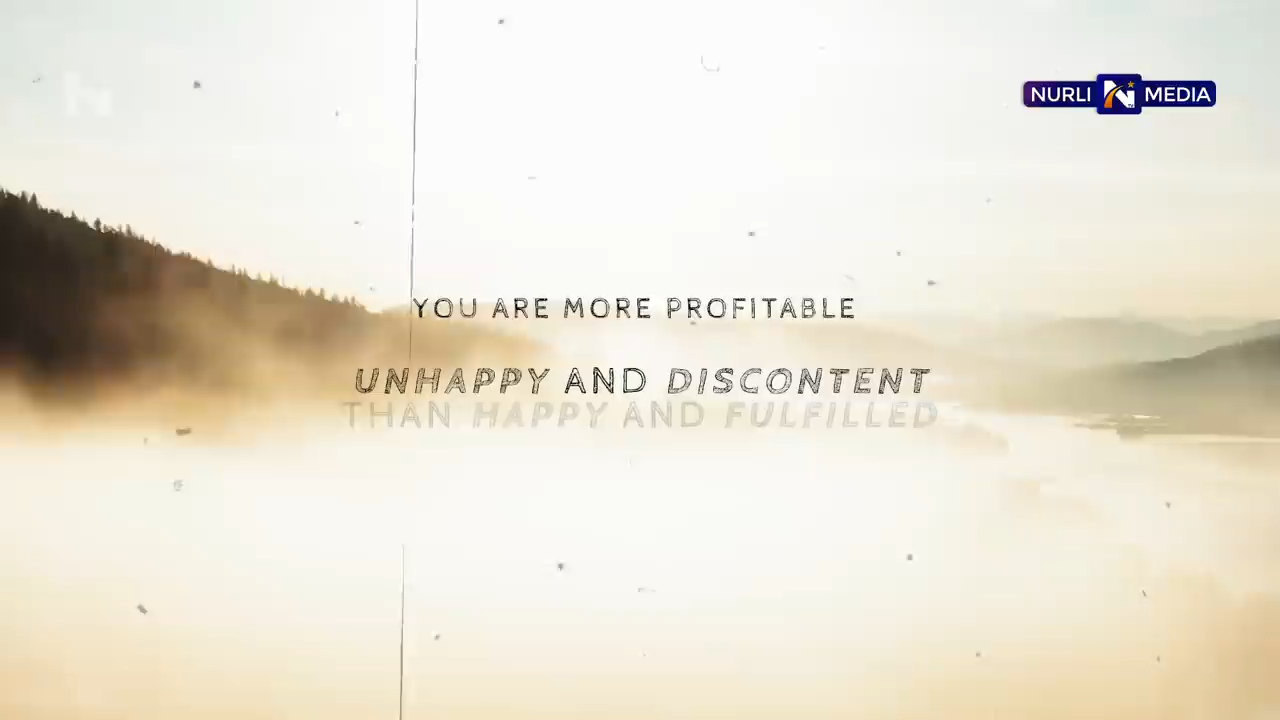 NURLI N MEDIA
YOU ARE MORE PROFITABLE
UNHAPPY AND DISCONTENT
THAN HAPPY AND FULFILLED